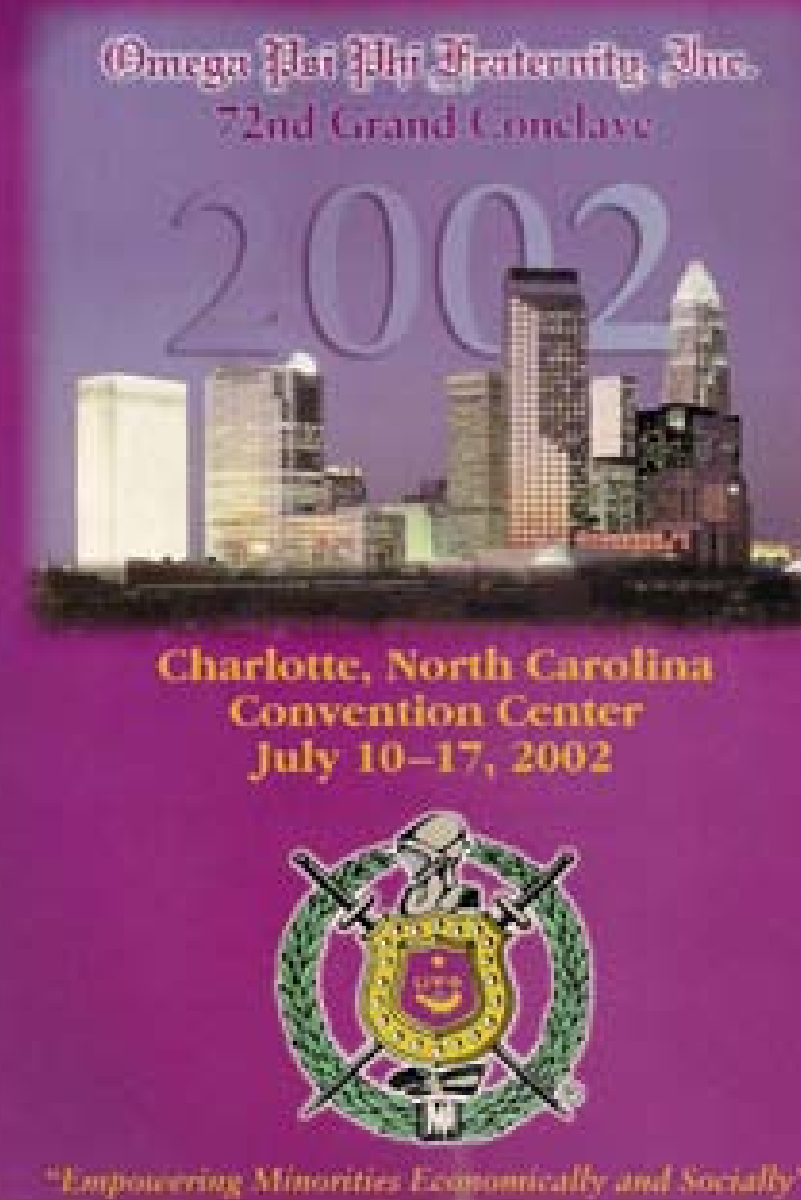 Omega Psi Phi Fraternity, Inc.
72nd Grand Conclave
2002
Charlotte, North Carolina
Convention Center
July 10–17, 2002
ΩΨΦ
®
"Empowering Minorities Economically and Socially"